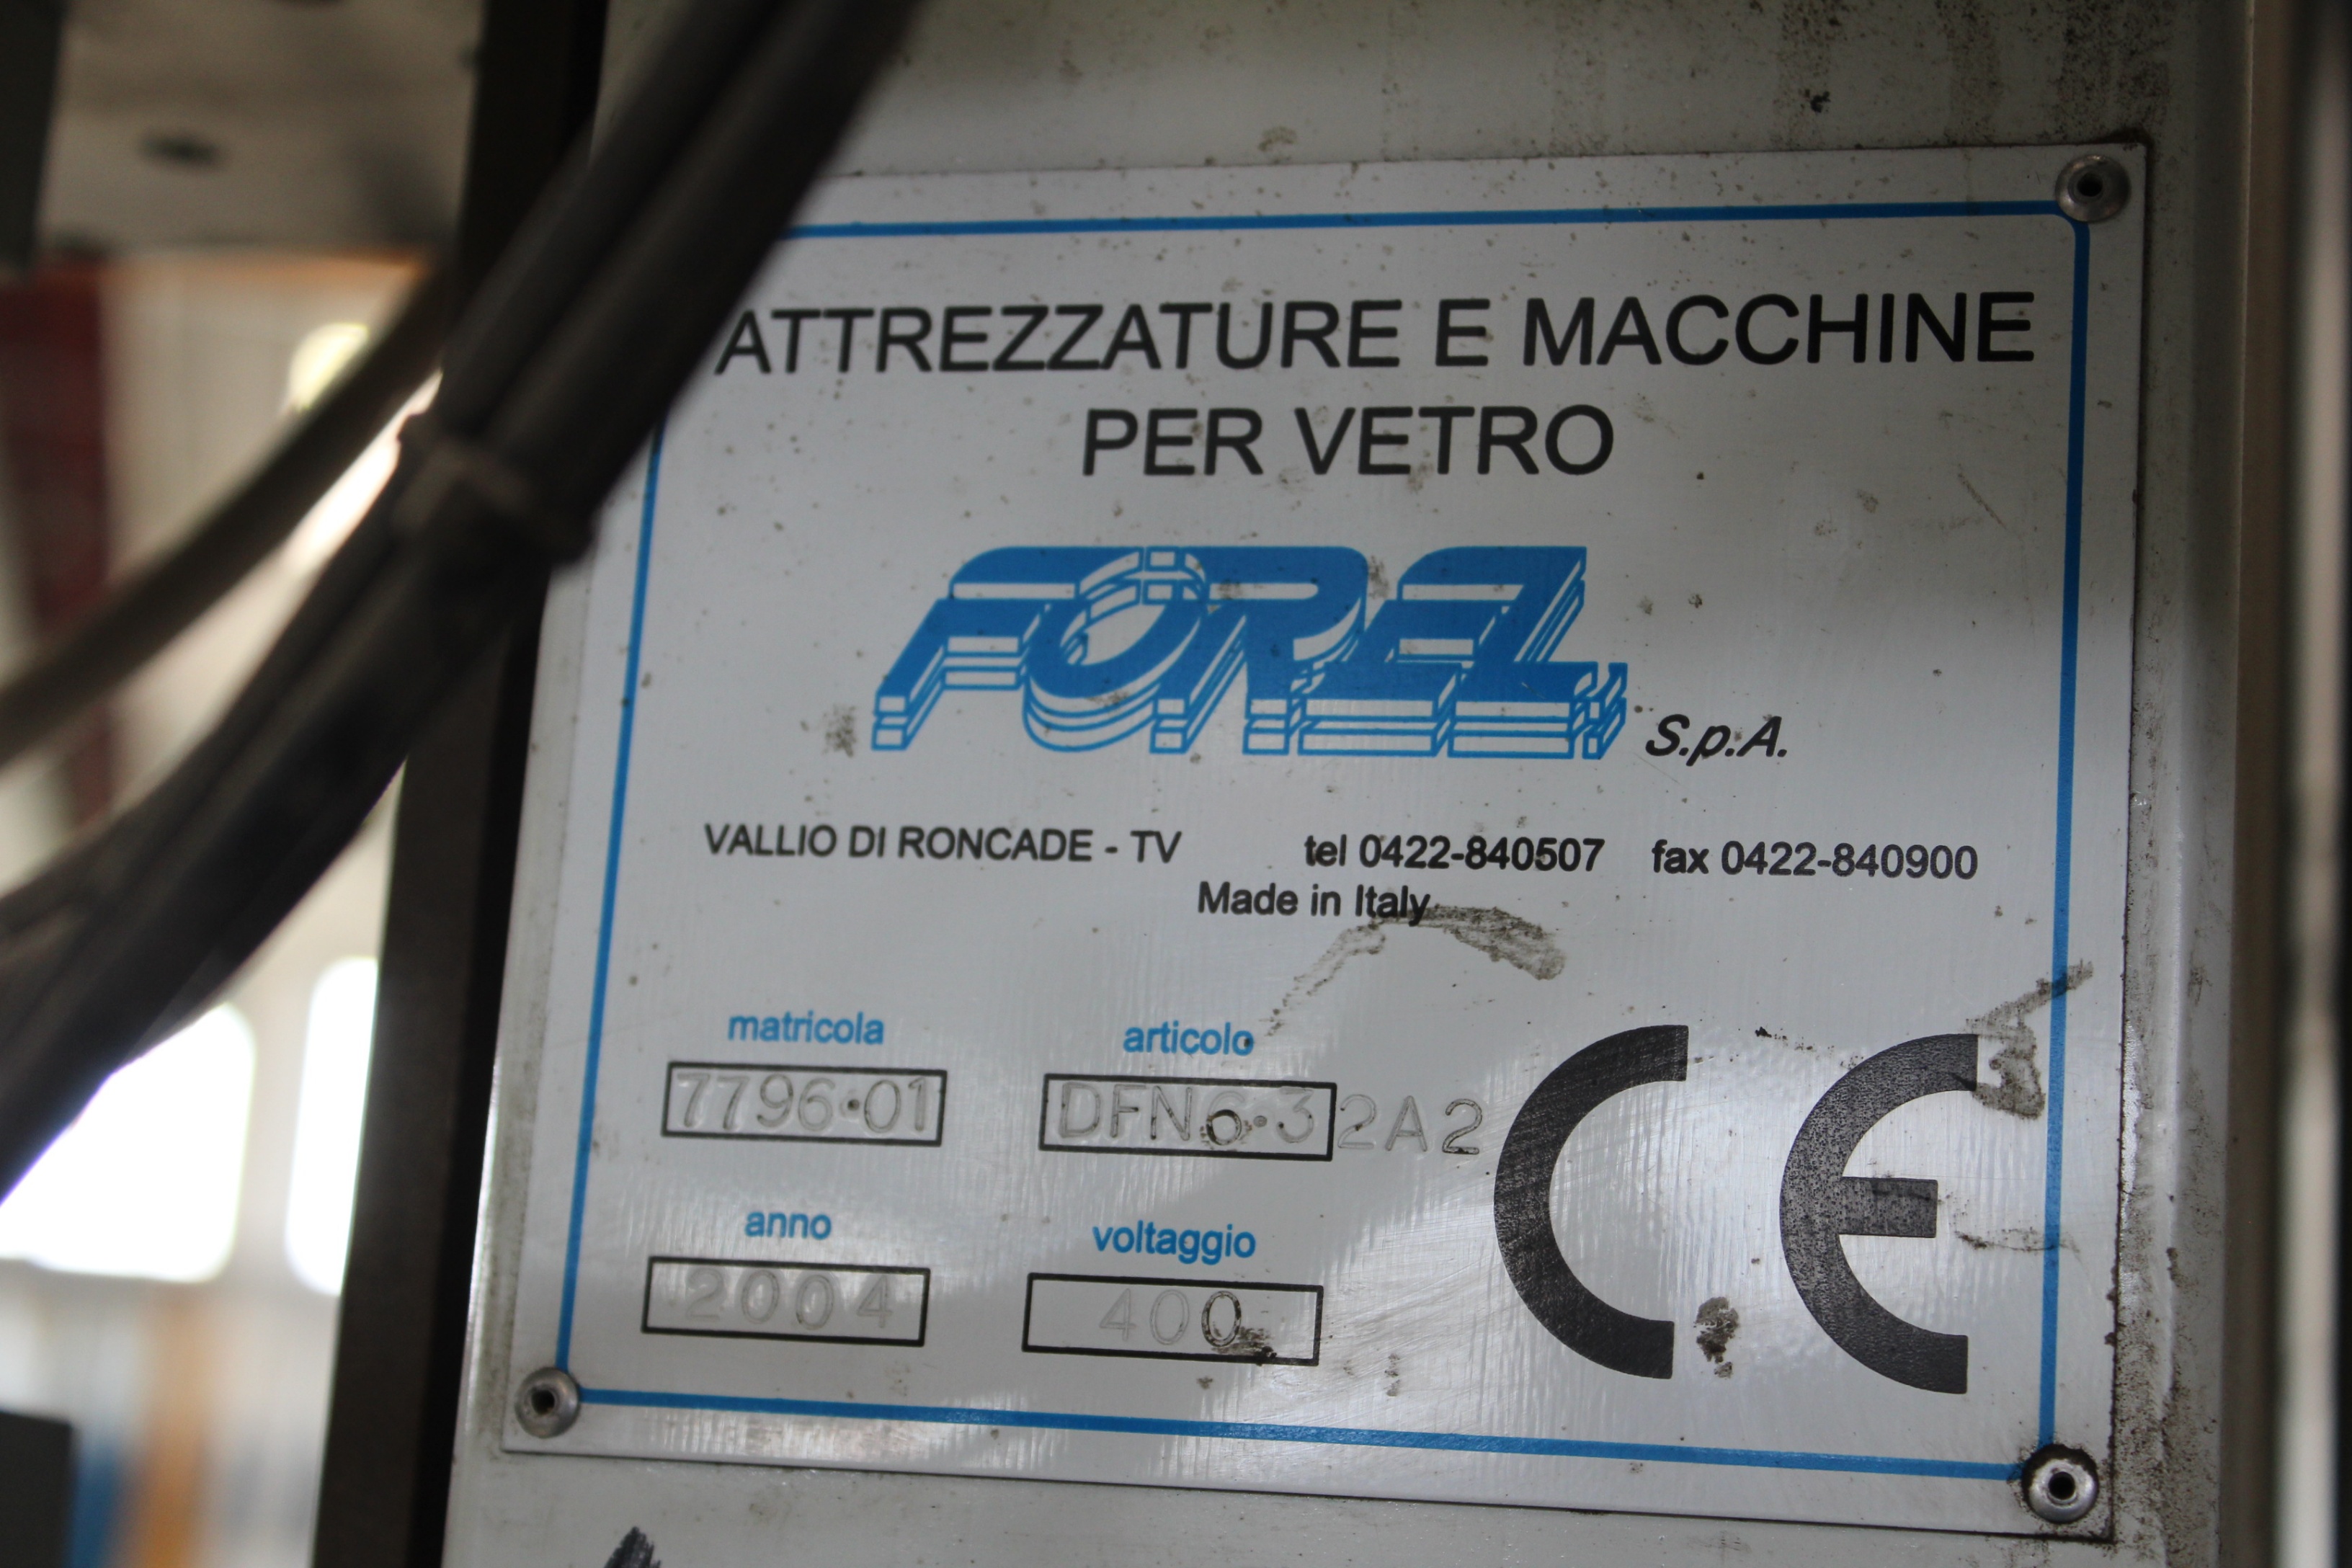 ATTREZZATURE E MACCHINE
PER VETRO
FOREL S.p.A.
VALLIO DI RONCADE - TV tel 0422-840507 fax 0422-840900
Made in Italy
matricola articolo
7796·01 DFN6·32A2
anno voltaggio
2004 400
CE